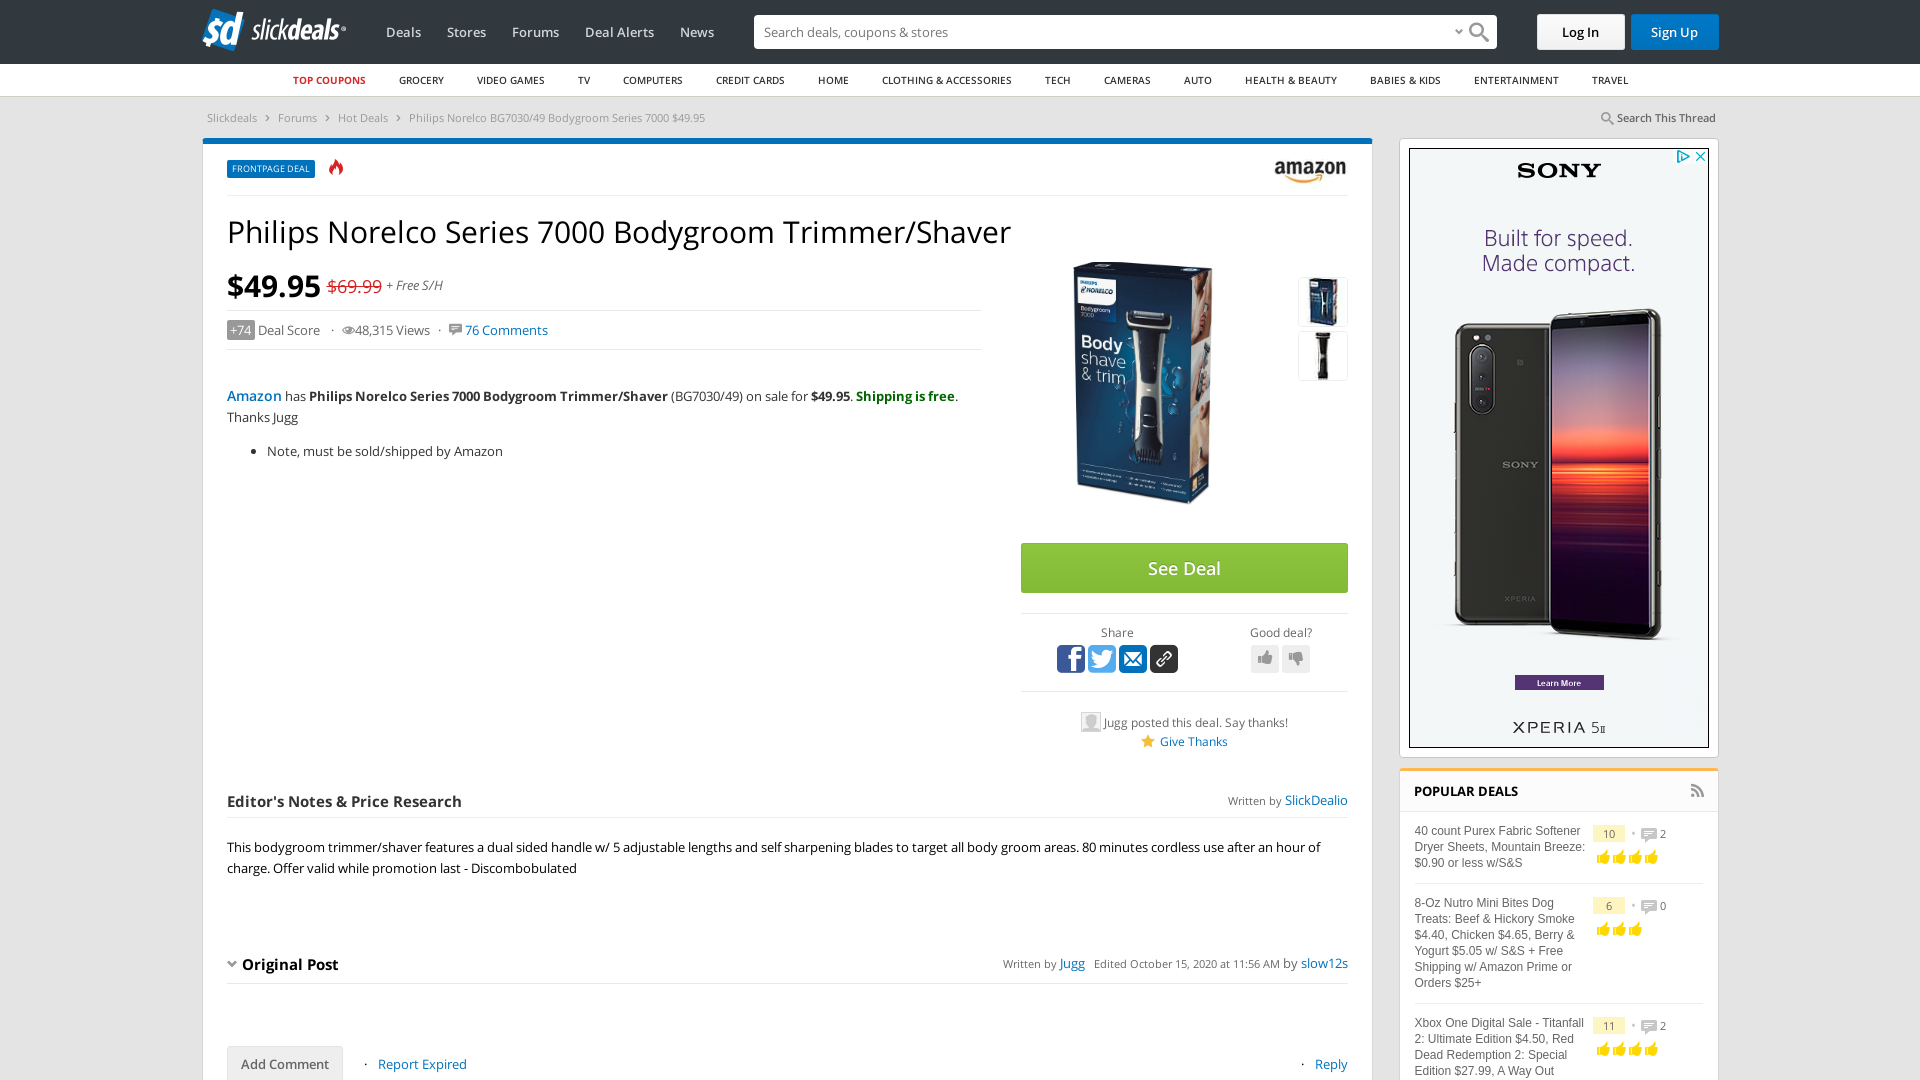 sd slickdeals
Deals Stores Forums Deal Alerts News
Search deals, coupons & stores
Log In
Sign Up
TOP COUPONS GROCERY VIDEO GAMES TV COMPUTERS CREDIT CARDS HOME CLOTHING & ACCESSORIES TECH CAMERAS AUTO HEALTH & BEAUTY BABIES & KIDS ENTERTAINMENT TRAVEL
Slickdeals › Forums › Hot Deals › Philips Norelco BG7030/49 Bodygroom Series 7000 $49.95
Search This Thread
FRONTPAGE DEAL
amazon
Philips Norelco Series 7000 Bodygroom Trimmer/Shaver
$49.95 $69.99 + Free S/H
+74 Deal Score · 48,315 Views · 76 Comments
Amazon has Philips Norelco Series 7000 Bodygroom Trimmer/Shaver (BG7030/49) on sale for $49.95. Shipping is free.
Thanks Jugg
• Note, must be sold/shipped by Amazon
PHILIPS
NORELCO
Bodygroom
7000
Body
shave
& trim
See Deal
Share
Good deal?
Jugg posted this deal. Say thanks!
Give Thanks
Editor's Notes & Price Research
Written by SlickDealio
This bodygroom trimmer/shaver features a dual sided handle w/ 5 adjustable lengths and self sharpening blades to target all body groom areas. 80 minutes cordless use after an hour of
charge. Offer valid while promotion last - Discombobulated
Original Post
Written by Jugg Edited October 15, 2020 at 11:56 AM by slow12s
Add Comment · Report Expired
· Reply
SONY
Built for speed.
Made compact.
SONY
XPERIA
Learn More
XPERIA 5 II
POPULAR DEALS
40 count Purex Fabric Softener
Dryer Sheets, Mountain Breeze:
$0.90 or less w/S&S
10 • 2
8-Oz Nutro Mini Bites Dog
Treats: Beef & Hickory Smoke
$4.40, Chicken $4.65, Berry &
Yogurt $5.05 w/ S&S + Free
Shipping w/ Amazon Prime or
Orders $25+
6 • 0
Xbox One Digital Sale - Titanfall
2: Ultimate Edition $4.50, Red
Dead Redemption 2: Special
Edition $27.99, A Way Out
11 • 2